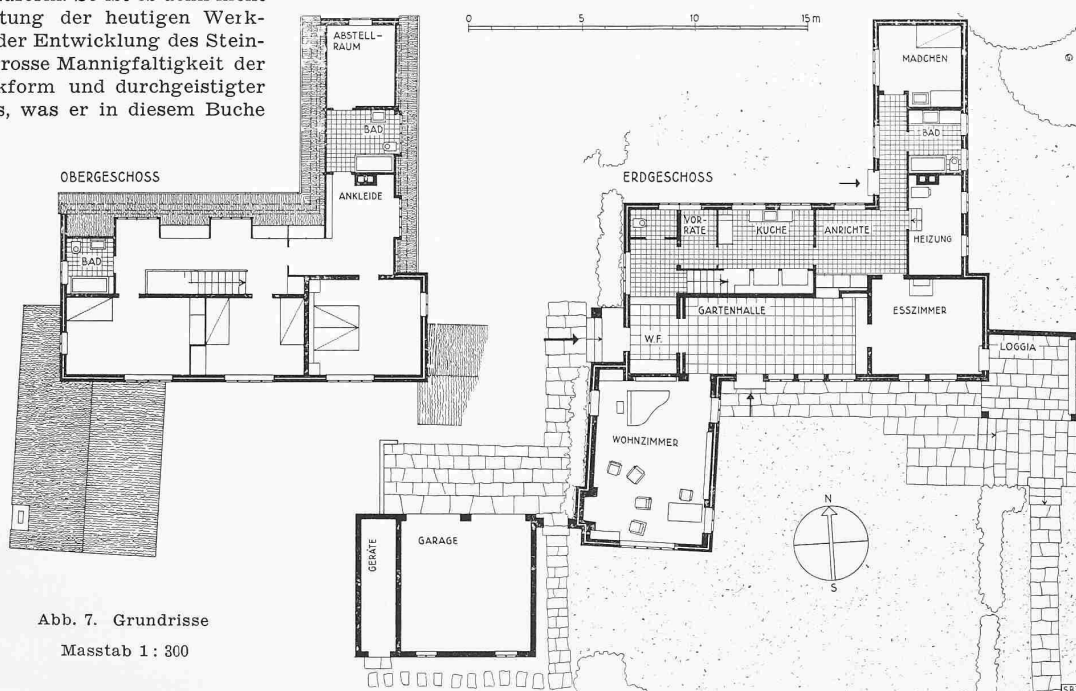 tung der heutigen Werk-
der Entwicklung des Stein-
rosse Mannigfaltigkeit der
kform und durchgeistigter
s, was er in diesem Buche
0 5 10 15 m
OBERGESCHOSS
ABSTELL-
RAUM
BAD
ANKLEIDE
BAD
ERDGESCHOSS
MÄDCHEN
BAD
HEIZUNG
VOR-
RÄTE
KÜCHE
ANRICHTE
W.F.
GARTENHALLE
ESSZIMMER
LOGGIA
WOHNZIMMER
GERÄTE
GARAGE
N
S
Abb. 7. Grundrisse
Masstab 1 : 300